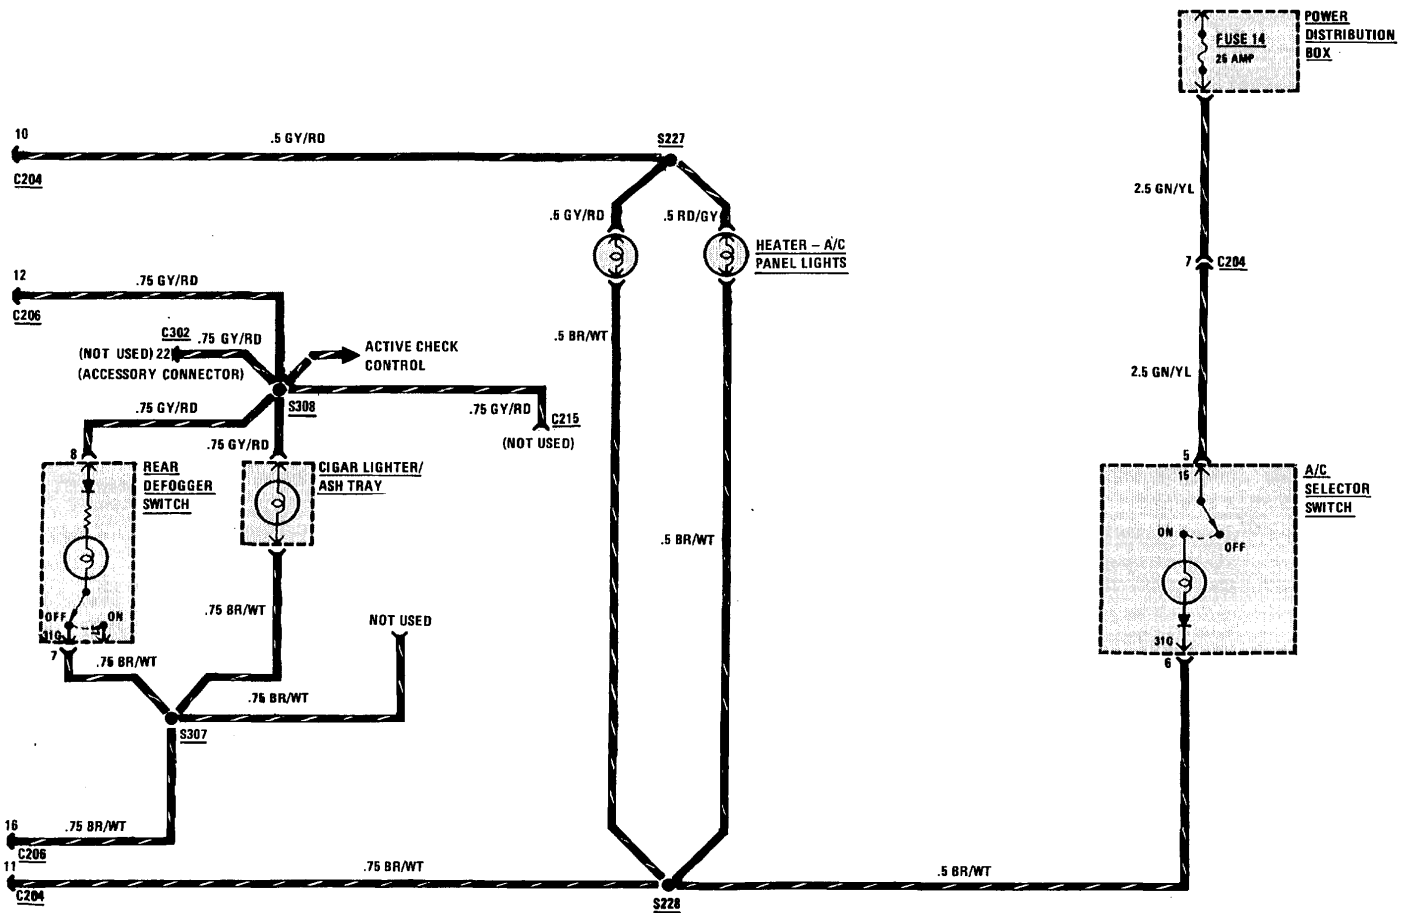 POWER
DISTRIBUTION
BOX
FUSE 14
25 AMP
10
.5 GY/RD
S227
C204
2.5 GN/YL
.5 GY/RD
.5 RD/GY
HEATER – A/C
PANEL LIGHTS
7
C204
12
.75 GY/RD
C206
C302
.75 GY/RD
(NOT USED) 22
(ACCESSORY CONNECTOR)
ACTIVE CHECK
CONTROL
.5 BR/WT
2.5 GN/YL
.75 GY/RD
S308
.75 GY/RD
C215
(NOT USED)
.75 GY/RD
8
REAR
DEFOGGER
SWITCH
CIGAR LIGHTER/
ASH TRAY
5
15
A/C
SELECTOR
SWITCH
ON
OFF
.5 BR/WT
OFF
ON
31G
7
.75 BR/WT
NOT USED
31G
6
.75 BR/WT
.75 BR/WT
S307
16
.75 BR/WT
C206
11
.75 BR/WT
.5 BR/WT
C204
S228